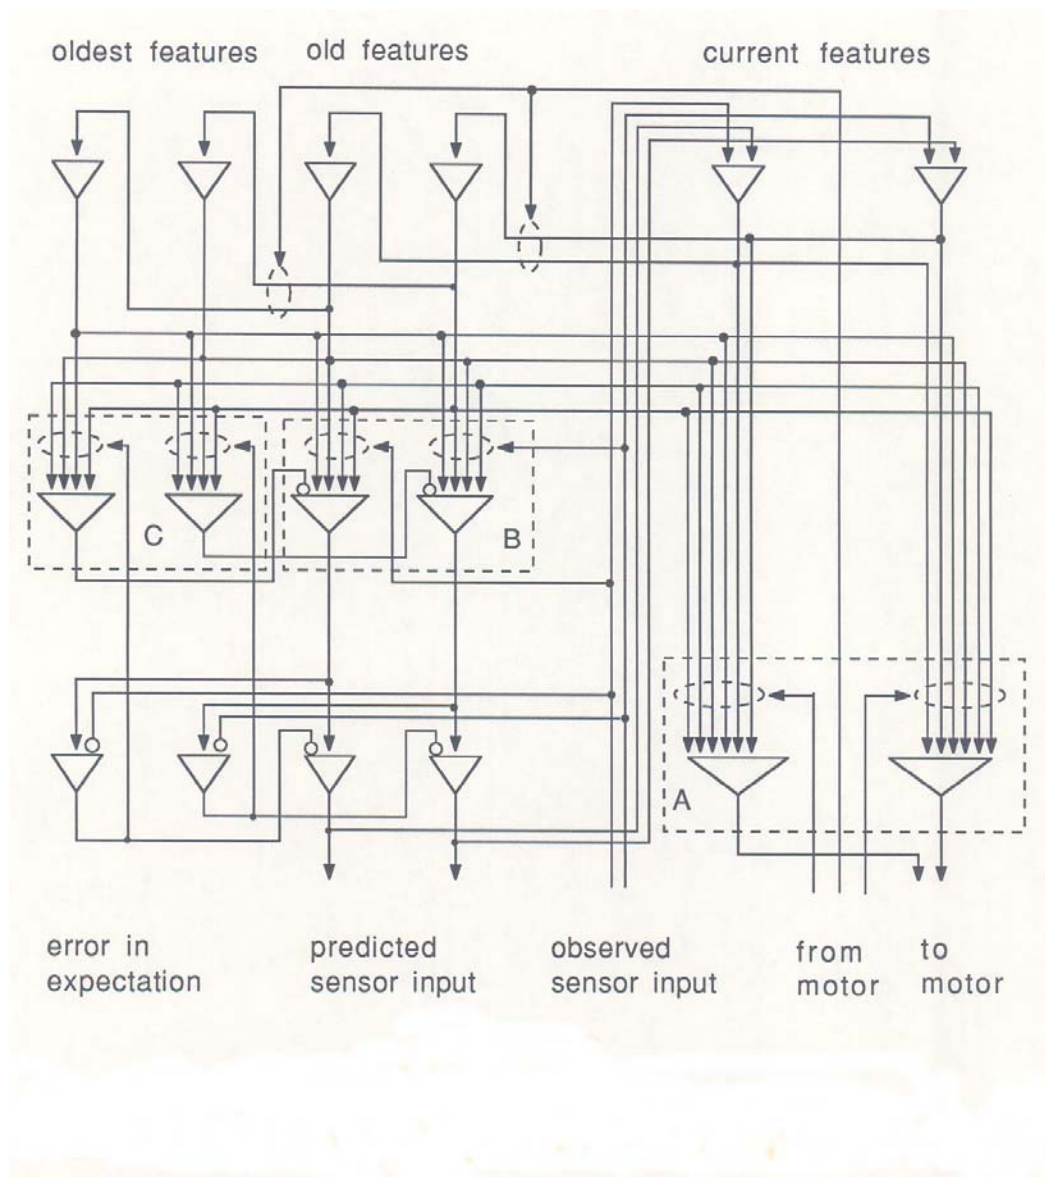 oldest features
old features
current features
C
B
A
error in
expectation
predicted
sensor input
observed
sensor input
from
motor
to
motor